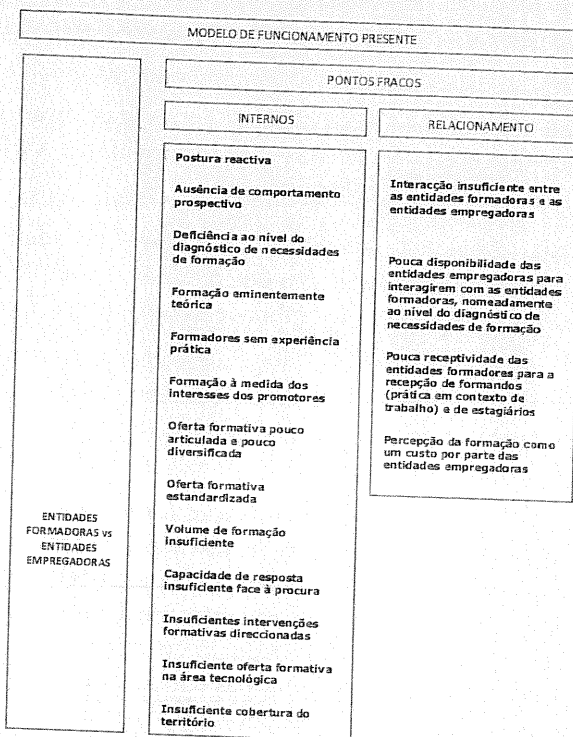 MODELO DE FUNCIONAMENTO PRESENTE
PONTOS FRACOS
INTERNOS
RELACIONAMENTO
ENTIDADES
FORMADORAS vs
ENTIDADES
EMPREGADORAS
Postura reactiva
Ausência de comportamento
prospectivo
Deficiência ao nível do
diagnóstico de necessidades
de formação
Formação eminentemente
teórica
Formadores sem experiência
prática
Formação à medida dos
interesses dos promotores
Oferta formativa pouco
articulada e pouco
diversificada
Oferta formativa
estandardizada
Volume de formação
insuficiente
Capacidade de resposta
insuficiente face à procura
Insuficientes intervenções
formativas direccionadas
Insuficiente oferta formativa
na área tecnológica
Insuficiente cobertura do
território
Interacção insuficiente entre
as entidades formadoras e as
entidades empregadoras
Pouca disponibilidade das
entidades empregadoras para
interagirem com as entidades
formadoras, nomeadamente
ao nível do diagnóstico de
necessidades de formação
Pouca receptividade das
entidades formadores para a
recepção de formandos
(prática em contexto de
trabalho) e de estagiários
Percepção da formação como
um custo por parte das
entidades empregadoras